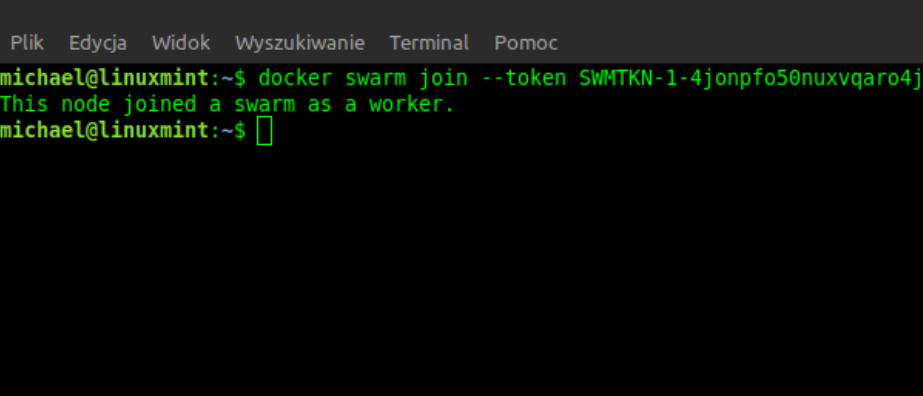 Plik Edycja Widok Wyszukiwanie Terminal Pomoc
michael@linuxmint:~$ docker swarm join --token SWMTKN-1-4jonpfo50nuxvqaro4j
This node joined a swarm as a worker.
michael@linuxmint:~$